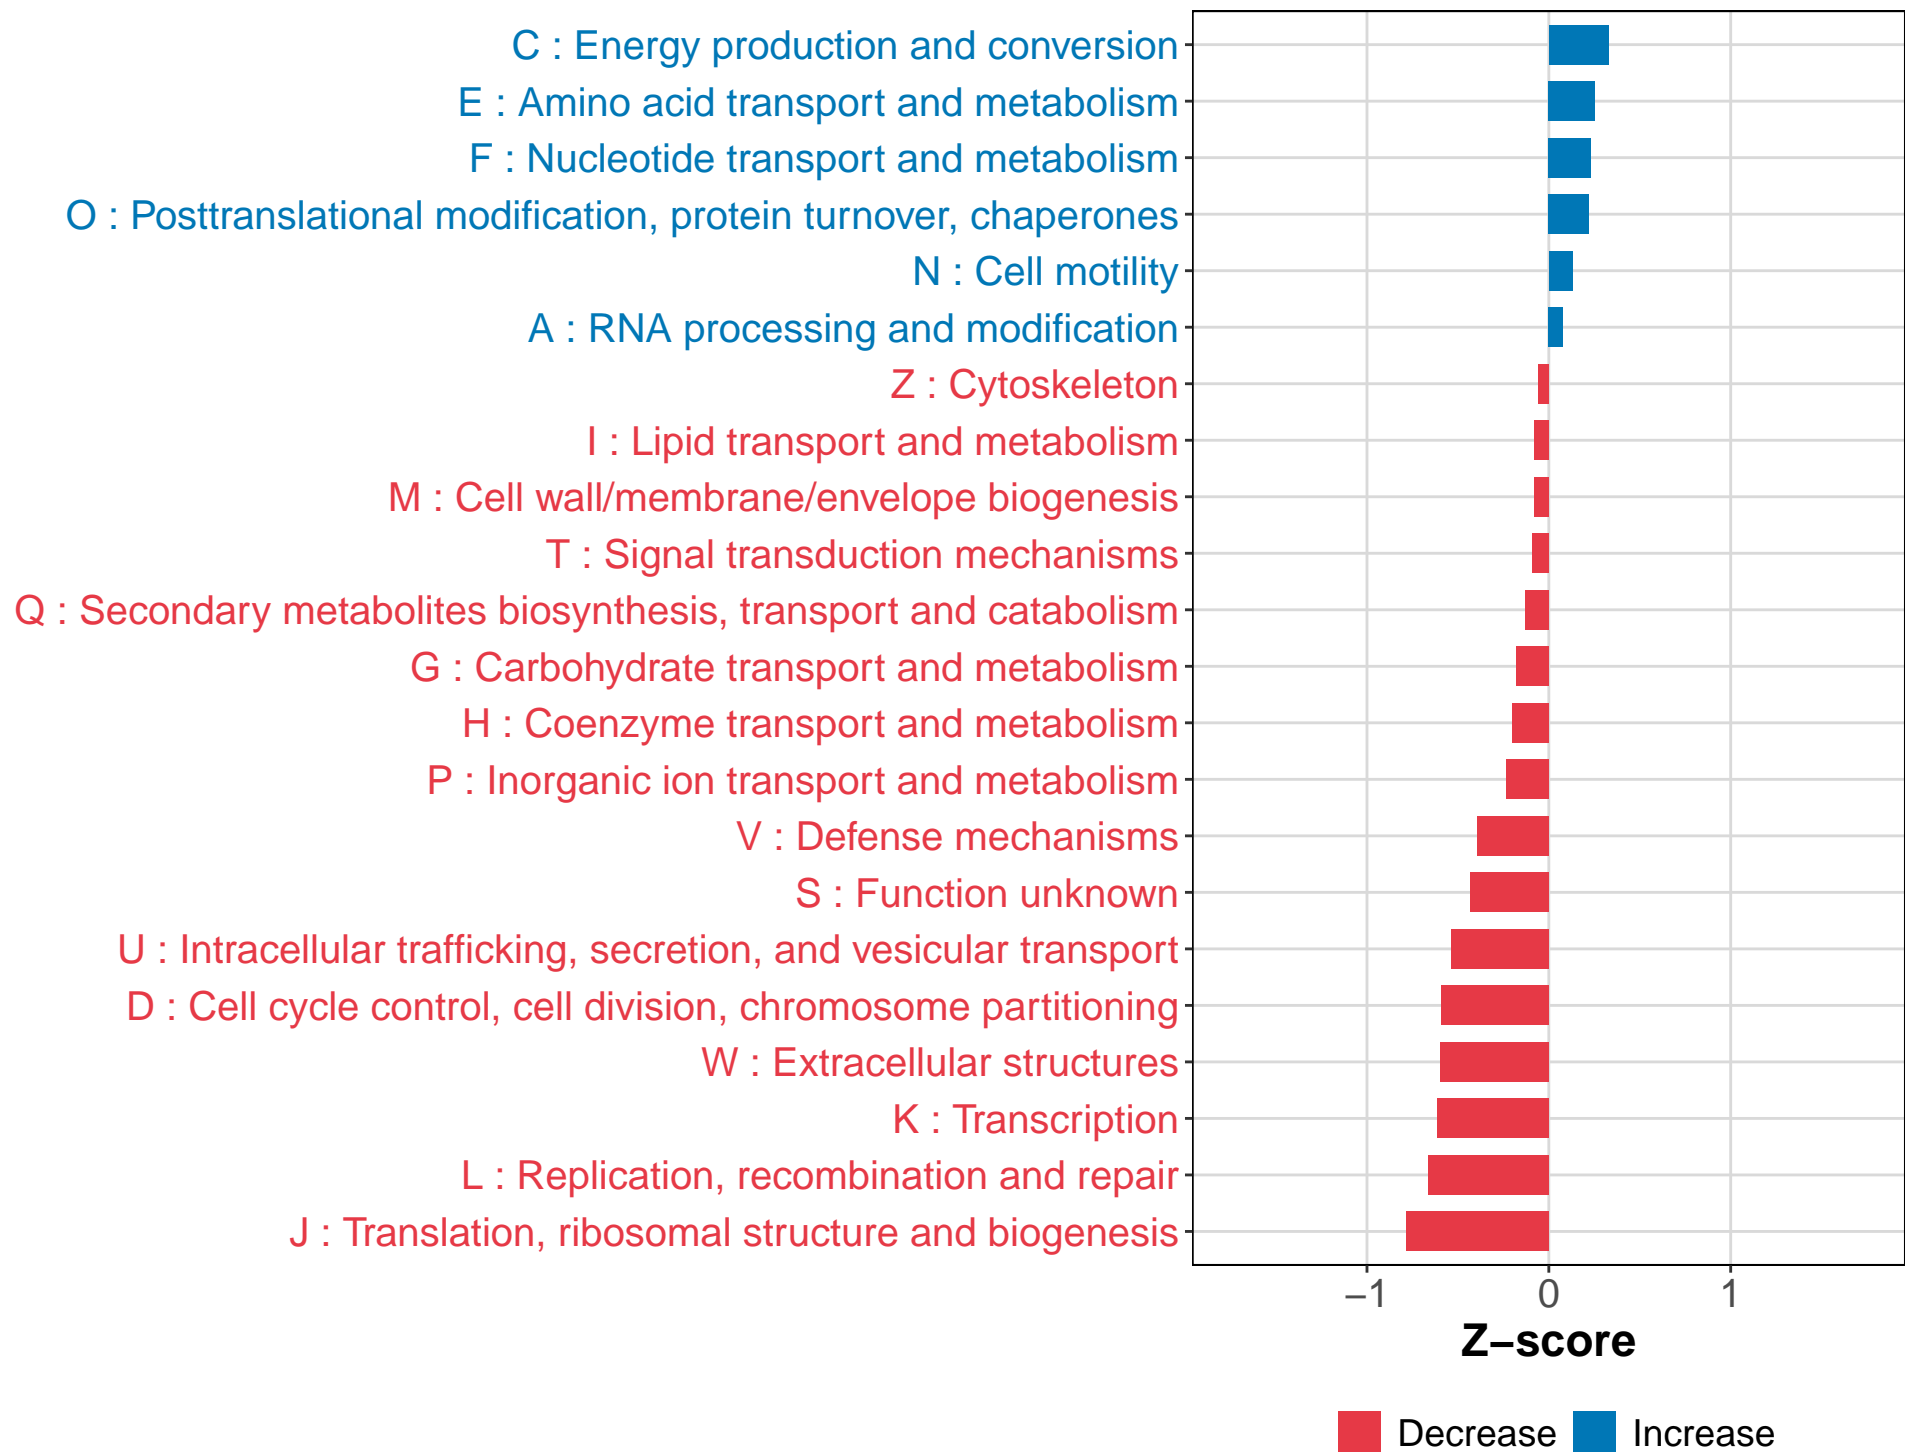 C : Energy production and conversion
E : Amino acid transport and metabolism
F : Nucleotide transport and metabolism
O : Posttranslational modification, protein turnover, chaperones
N : Cell motility
A : RNA processing and modification
Z : Cytoskeleton
I : Lipid transport and metabolism
M : Cell wall/membrane/envelope biogenesis
T : Signal transduction mechanisms
Q : Secondary metabolites biosynthesis, transport and catabolism
G : Carbohydrate transport and metabolism
H : Coenzyme transport and metabolism
P : Inorganic ion transport and metabolism
V : Defense mechanisms
S : Function unknown
U : Intracellular trafficking, secretion, and vesicular transport
D : Cell cycle control, cell division, chromosome partitioning
W : Extracellular structures
K : Transcription
L : Replication, recombination and repair
J : Translation, ribosomal structure and biogenesis
−1 0 1
Z−score
Decrease Increase